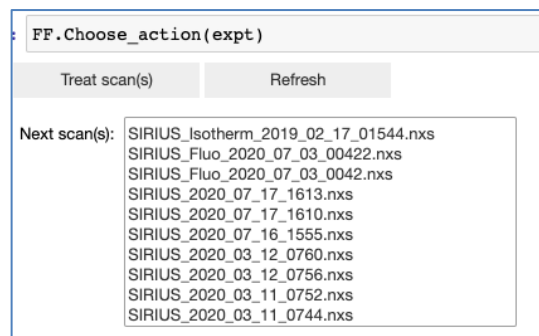 : FF.Choose_action(expt)
Treat scan(s) Refresh
Next scan(s): SIRIUS_Isotherm_2019_02_17_01544.nxs
SIRIUS_Fluo_2020_07_03_00422.nxs
SIRIUS_Fluo_2020_07_03_0042.nxs
SIRIUS_2020_07_17_1613.nxs
SIRIUS_2020_07_17_1610.nxs
SIRIUS_2020_07_16_1555.nxs
SIRIUS_2020_03_12_0760.nxs
SIRIUS_2020_03_12_0756.nxs
SIRIUS_2020_03_11_0752.nxs
SIRIUS_2020_03_11_0744.nxs